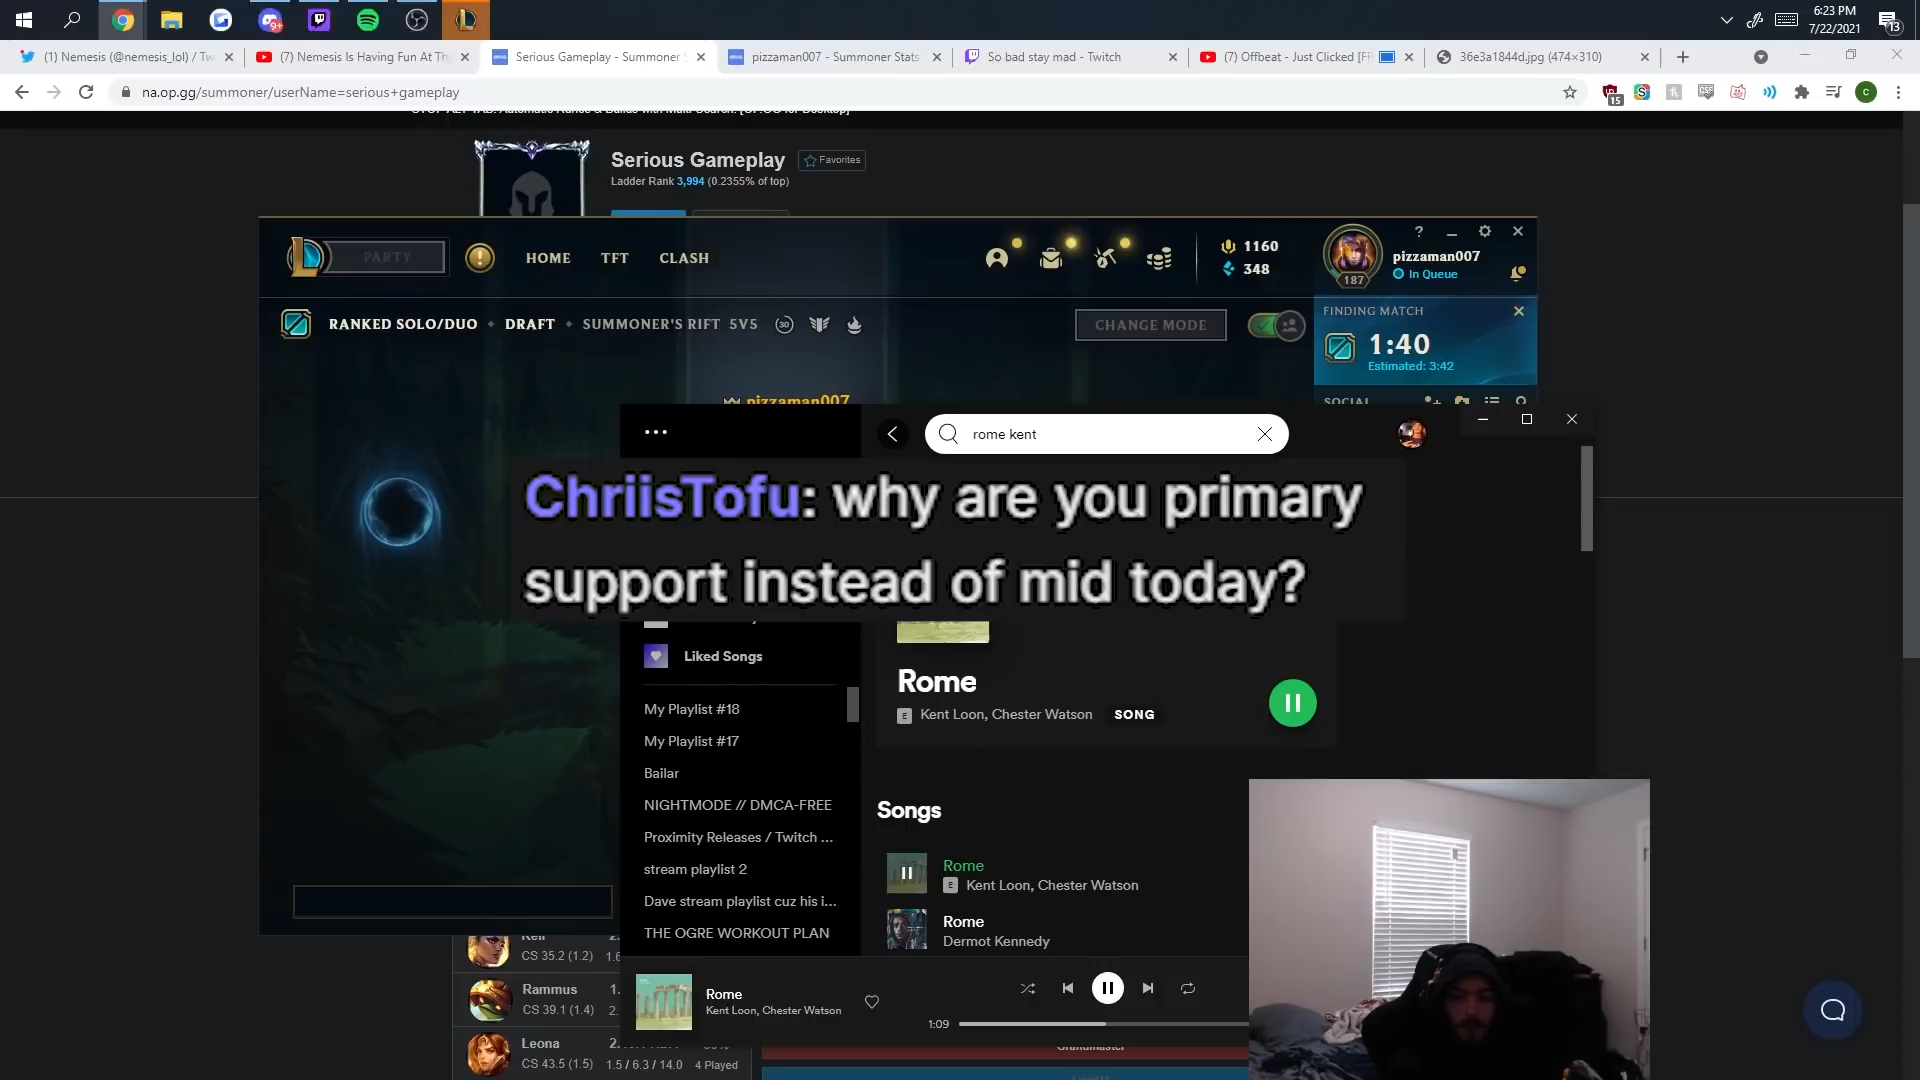 6:23 PM
7/22/2021
13
9+
(1) Nemesis (@nemesis_lol) / Tw
(7) Nemesis Is Having Fun At Th
Serious Gameplay - Summoner S
pizzaman007 - Summoner Stats
So bad stay mad - Twitch
(7) Offbeat - Just Clicked [FR
36e3a1844d.jpg (474×310)
na.op.gg/summoner/userName=serious+gameplay
15
c
Serious Gameplay
Favorites
Ladder Rank 3,994 (0.2355% of top)
PARTY
HOME
TFT
CLASH
1160
348
187
pizzaman007
In Queue
RANKED SOLO/DUO • DRAFT • SUMMONER'S RIFT 5V5
30
CHANGE MODE
FINDING MATCH
1:40
Estimated: 3:42
pizzaman007
SOCIAL
rome kent
ChriisTofu: why are you primary
support instead of mid today?
Liked Songs
My Playlist #18
My Playlist #17
Bailar
NIGHTMODE // DMCA-FREE
Proximity Releases / Twitch ...
stream playlist 2
Dave stream playlist cuz his i...
THE OGRE WORKOUT PLAN
Rome
E Kent Loon, Chester Watson
SONG
Songs
Rome
E Kent Loon, Chester Watson
Rome
Dermot Kennedy
Rome
Kent Loon, Chester Watson
1:09
Rell
CS 35.2 (1.2)
Rammus
CS 39.1 (1.4)
Leona
CS 43.5 (1.5)
1.5 / 6.3 / 14.0
4 Played
Grandmaster